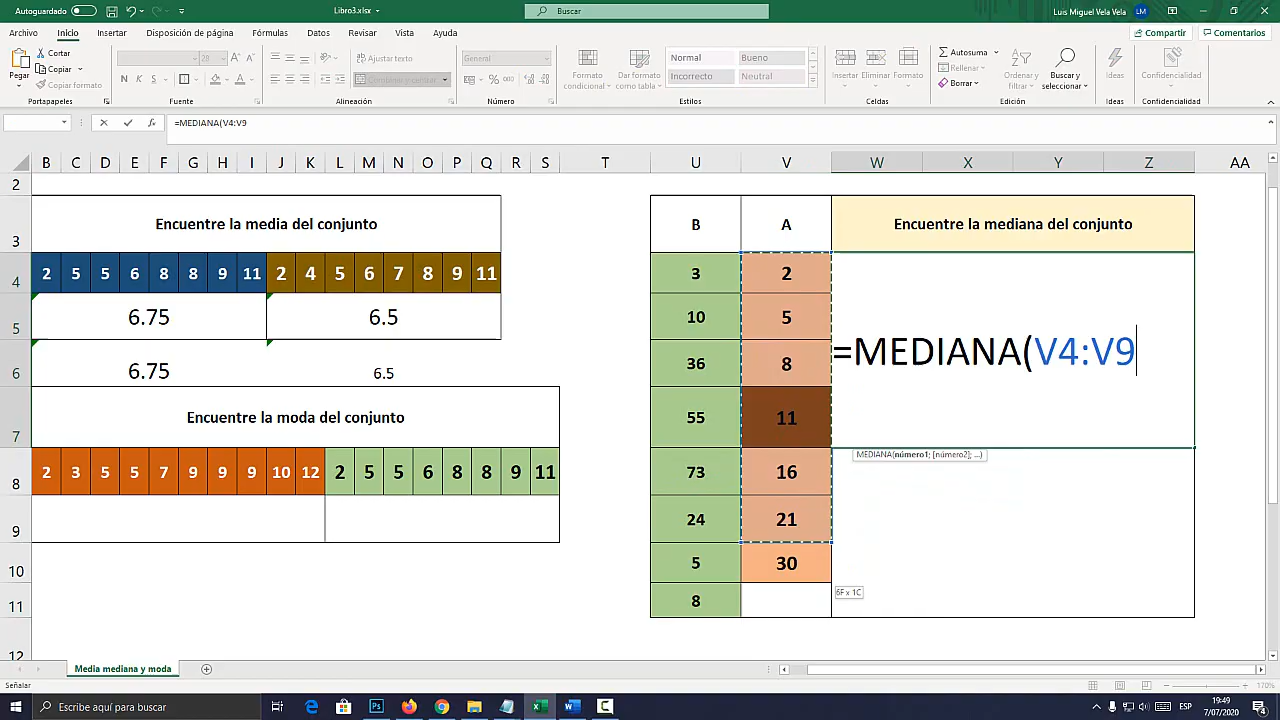 Autoguardado
Libro3.xlsx
Buscar
Luis Miguel Vela Vela
LM
Archivo Inicio Insertar Disposición de página Fórmulas Datos Revisar Vista Ayuda
Compartir
Comentarios
Pegar
Cortar
Copiar
Copiar formato
Portapapeles
28
N K S
Fuente
Ajustar texto
Combinar y centrar
Alineación
General
% 000
Número
Formato condicional
Dar formato como tabla
Normal Bueno
Incorrecto Neutral
Estilos
Insertar Eliminar Formato
Celdas
Autosuma
Rellenar
Borrar
Ordenar y filtrar
Buscar y seleccionar
Edición
Ideas
Ideas
Confidencialidad
Confidencialidad
fx =MEDIANA(V4:V9
B C D E F G H I J K L M N O P Q R S T U V W X Y Z AA
2
3 Encuentre la media del conjunto B A Encuentre la mediana del conjunto
4 2 5 5 6 8 8 9 11 2 4 5 6 7 8 9 11 3 2
5 6.75 6.5 10 5
6 6.75 6.5 36 8
=MEDIANA(V4:V9
7 Encuentre la moda del conjunto 55 11
MEDIANA(número1; [número2]; ...)
8 2 3 5 5 7 9 9 9 10 12 2 5 5 6 8 8 9 11 73 16
9 24 21
10 5 30
6F x 1C
11 8
12
Media mediana y moda
Señalar
170%
Escribe aquí para buscar
ESP
19:49
7/07/2020